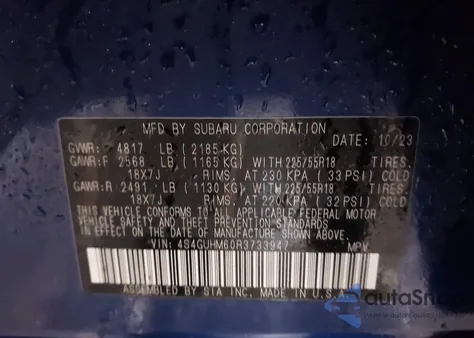 MFD BY SUBARU CORPORATION DATE: 10/23
GVWR: 4817 LB (2185 KG)
GAWR:F 2568 LB, (1165 KG) WITH 225/55R18 TIRES,
18X7J RIMS, AT 230 KPA (33 PSI) COLD
GAWR:R 2491 LB (1130 KG) WITH 225/55R18 TIRES,
18X7J RIMS, AT 220 KPA (32 PSI) COLD
THIS VEHICLE CONFORMS TO ALL APPLICABLE FEDERAL MOTOR
VEHICLE SAFETY, BUMPER, AND THEFT PREVENTION STANDARDS
IN EFFECT ON THE DATE OF MANUFACTURE SHOWN ABOVE.
VIN: 4S4GUHM60R3733947 MPV
ASSEMBLED BY SIA INC. MADE IN U.S.A.